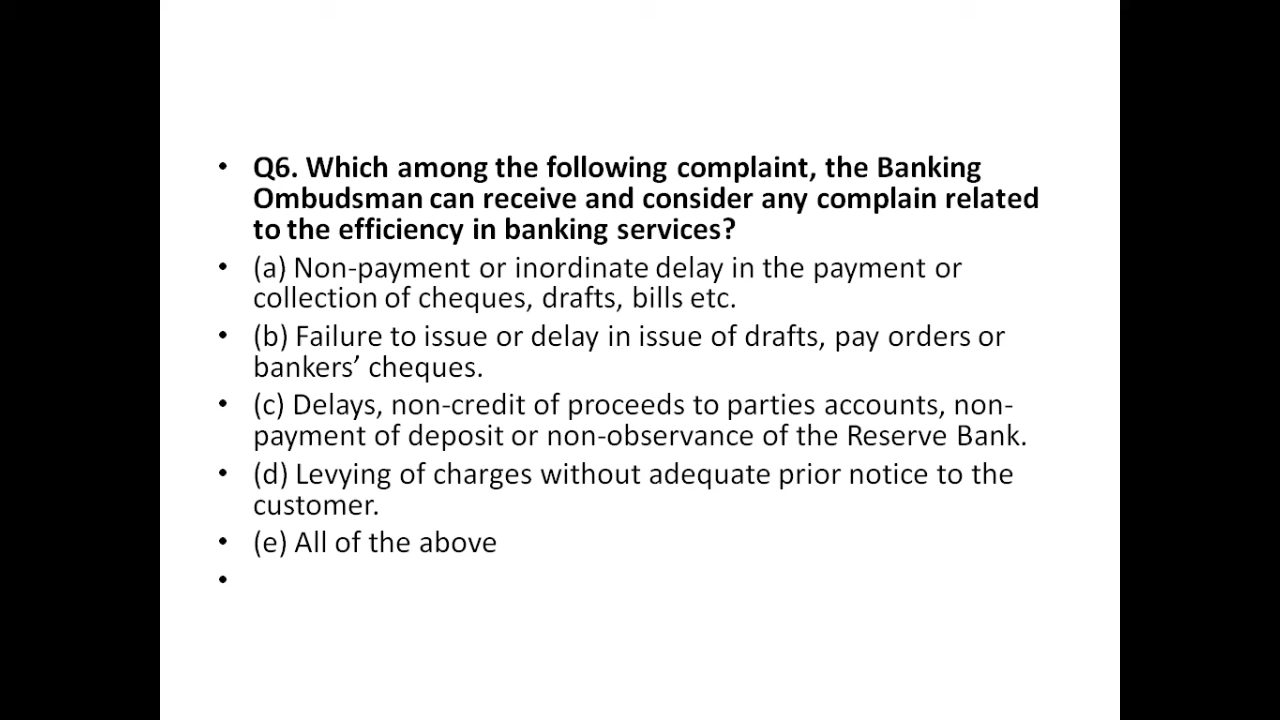 • Q6. Which among the following complaint, the Banking
Ombudsman can receive and consider any complain related
to the efficiency in banking services?
• (a) Non-payment or inordinate delay in the payment or
collection of cheques, drafts, bills etc.
• (b) Failure to issue or delay in issue of drafts, pay orders or
bankers’ cheques.
• (c) Delays, non-credit of proceeds to parties accounts, non-
payment of deposit or non-observance of the Reserve Bank.
• (d) Levying of charges without adequate prior notice to the
customer.
• (e) All of the above
•